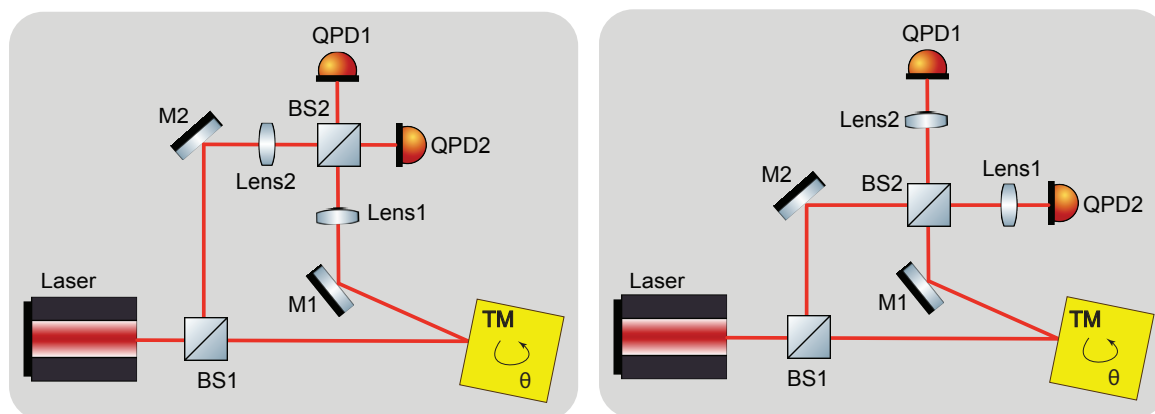 QPD1
BS2
M2
QPD2
Lens2
Lens1
Laser
M1
TM
θ
BS1
QPD1
Lens2
M2
BS2
Lens1
QPD2
Laser
M1
TM
θ
BS1